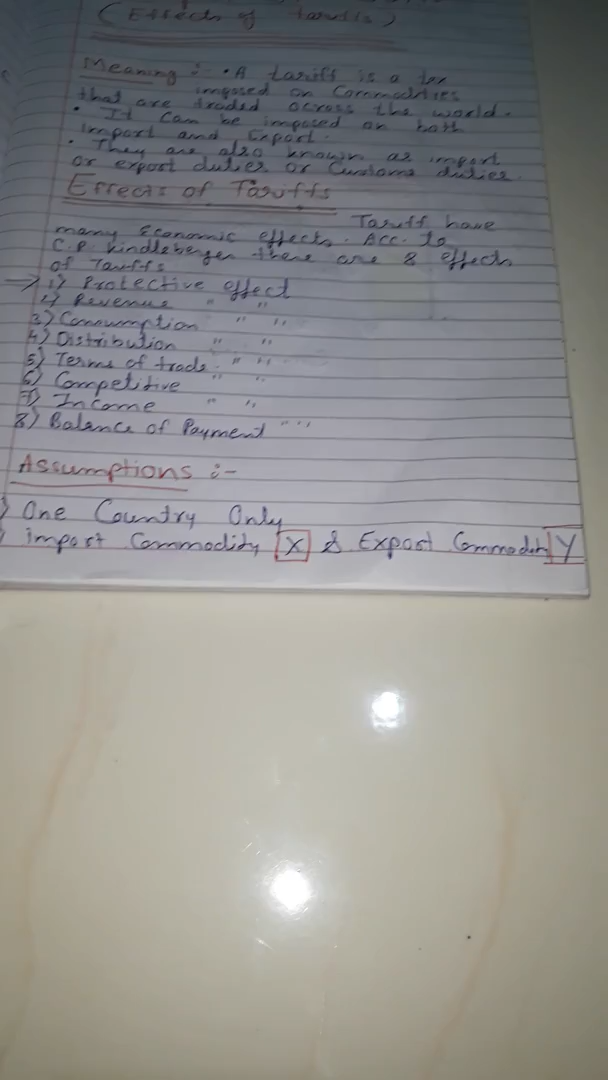 (Effects of tariffs)
Meaning :- • A tariff is a tax
imposed on Commodities
that are traded across the world.
• It can be imposed on both
import and Export.
• They are also known as import
or export duties or Customs duties.
Effects of Tariffs
Tariff have
many Economic effects. Acc. to
C.P. Kindleberger there are 8 effects
of Tariffs
→ 1) Protective effect
2) Revenue " "
3) Consumption " "
4) Distribution " "
5) Terms of trade " "
6) Competitive " "
7) Income " "
8) Balance of Payment " "
Assumptions :-
) One Country Only
) import Commodity X & Export Commodity Y